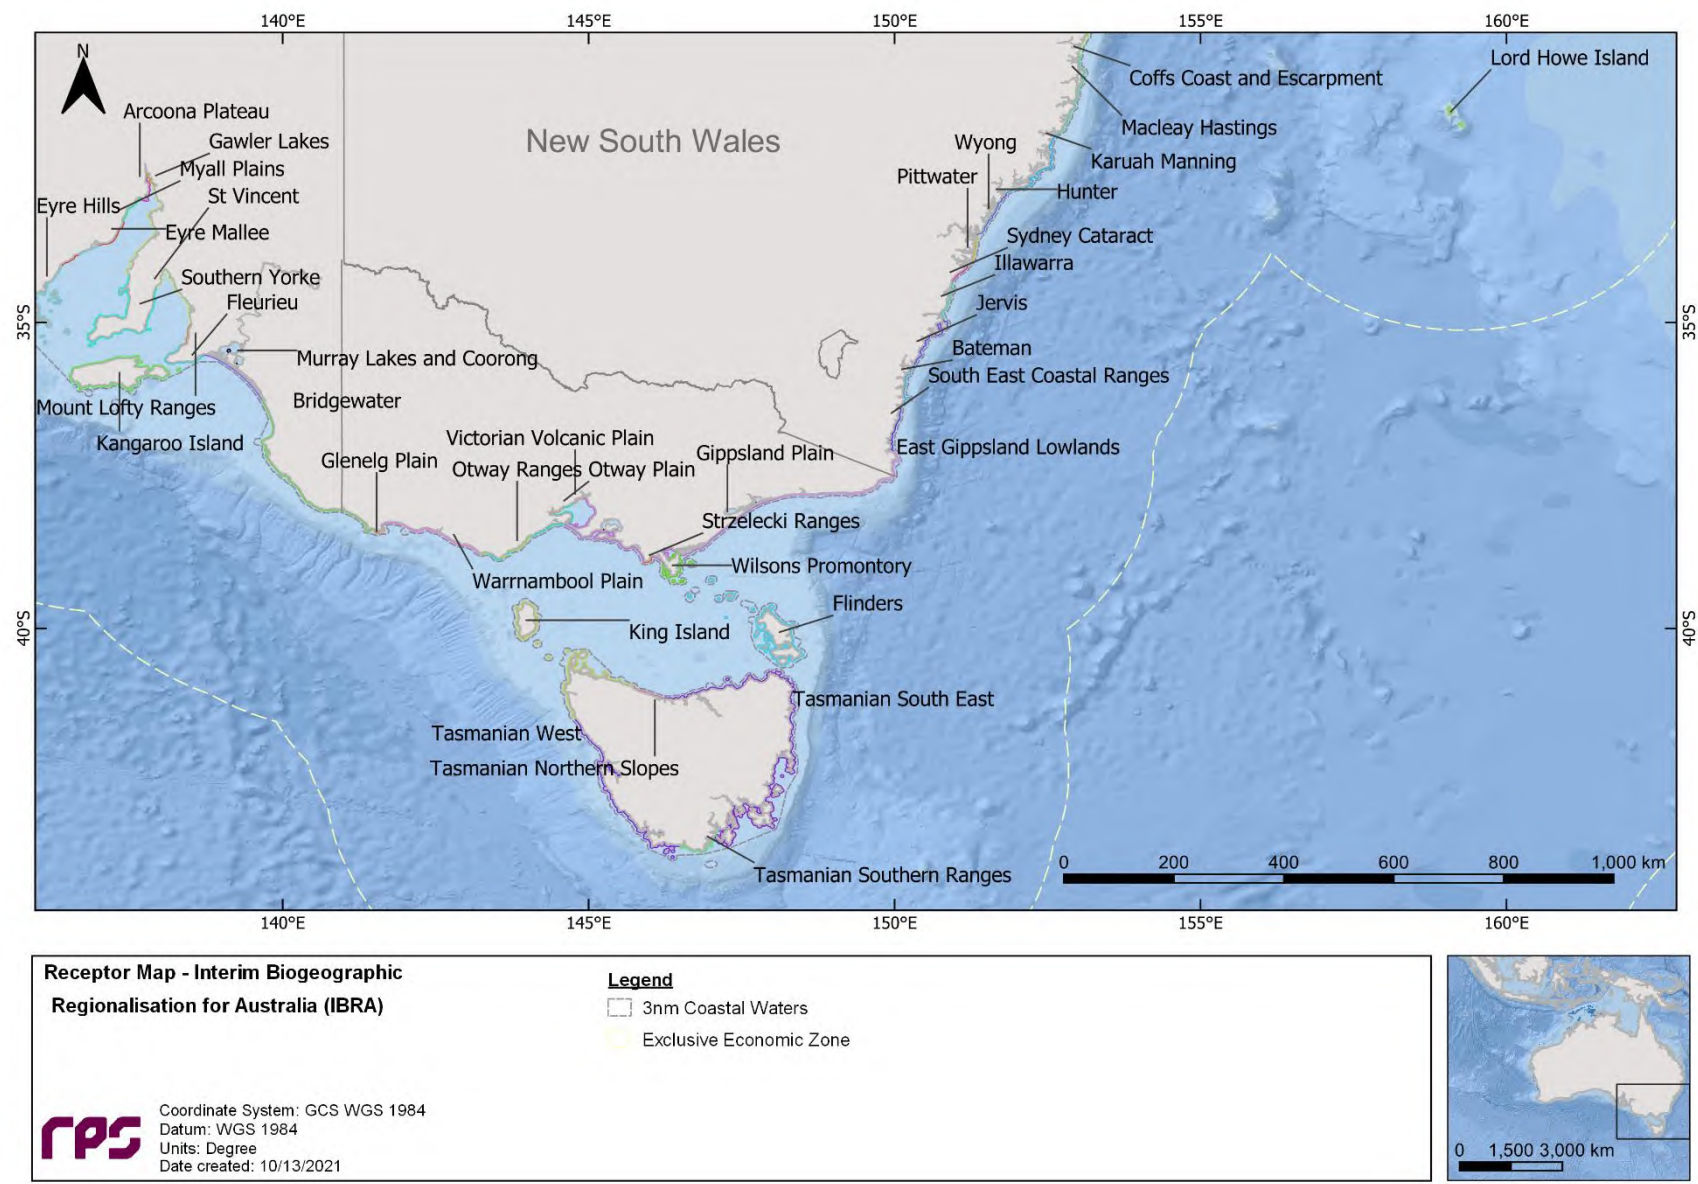 140°E
145°E
150°E
155°E
160°E
N
Lord Howe Island
Coffs Coast and Escarpment
Arcoona Plateau
Macleay Hastings
Gawler Lakes
New South Wales
Wyong
Karuah Manning
Myall Plains
Pittwater
Hunter
St Vincent
Eyre Hills
Eyre Mallee
Sydney Cataract
Illawarra
Southern Yorke
Fleurieu
Jervis
35°S
35°S
Bateman
Murray Lakes and Coorong
South East Coastal Ranges
Bridgewater
Mount Lofty Ranges
Kangaroo Island
Victorian Volcanic Plain
East Gippsland Lowlands
Gippsland Plain
Glenelg Plain
Otway Ranges
Otway Plain
Strzelecki Ranges
Wilsons Promontory
Warrnambool Plain
Flinders
King Island
40°S
40°S
Tasmanian South East
Tasmanian West
Tasmanian Northern Slopes
Tasmanian Southern Ranges
0 200 400 600 800 1,000 km
140°E
145°E
150°E
155°E
160°E
Receptor Map - Interim Biogeographic
Regionalisation for Australia (IBRA)
Legend
3nm Coastal Waters
Exclusive Economic Zone
rps
Coordinate System: GCS WGS 1984
Datum: WGS 1984
Units: Degree
Date created: 10/13/2021
0 1,500 3,000 km